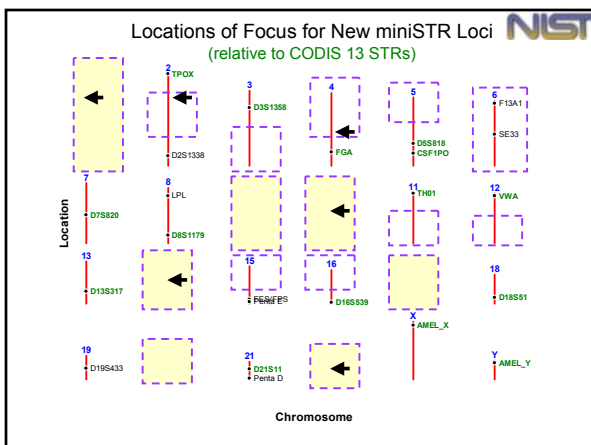 Locations of Focus for New miniSTR Loci
NIST
(relative to CODIS 13 STRs)
2
TPOX
D2S1338
3
D3S1358
4
FGA
5
D5S818
CSF1PO
6
F13A1
SE33
7
D7S820
8
LPL
D8S1179
11
TH01
12
VWA
13
D13S317
15
FES/FPS
Penta E
16
D16S539
18
D18S51
19
D19S433
21
D21S11
Penta D
X
AMEL_X
Y
AMEL_Y
Location
Chromosome